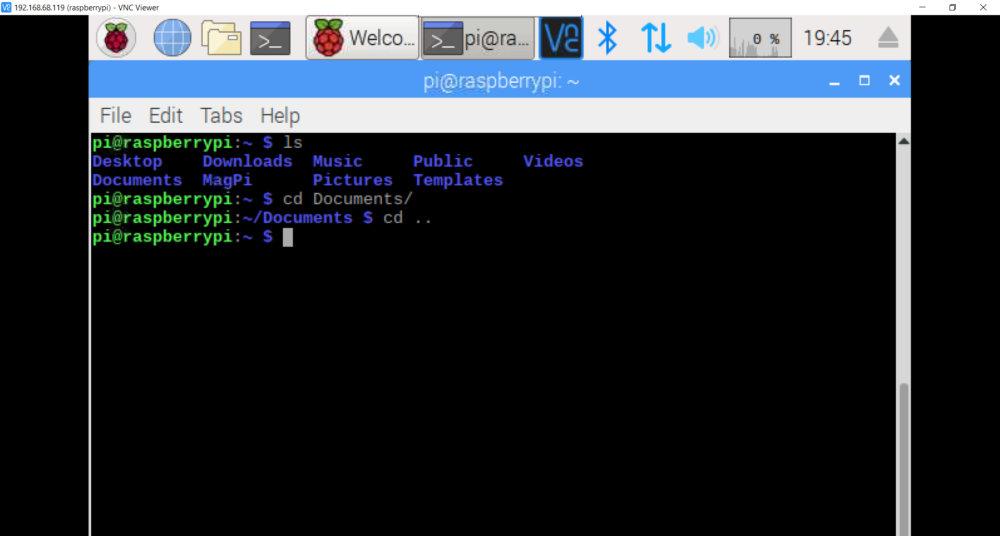 192.168.68.119 (raspberrypi) - VNC Viewer
Welco... pi@ra... 0 % 19:45
pi@raspberrypi: ~
File Edit Tabs Help
pi@raspberrypi:~ $ ls
Desktop Downloads Music Public Videos
Documents MagPi Pictures Templates
pi@raspberrypi:~ $ cd Documents/
pi@raspberrypi:~/Documents $ cd ..
pi@raspberrypi:~ $